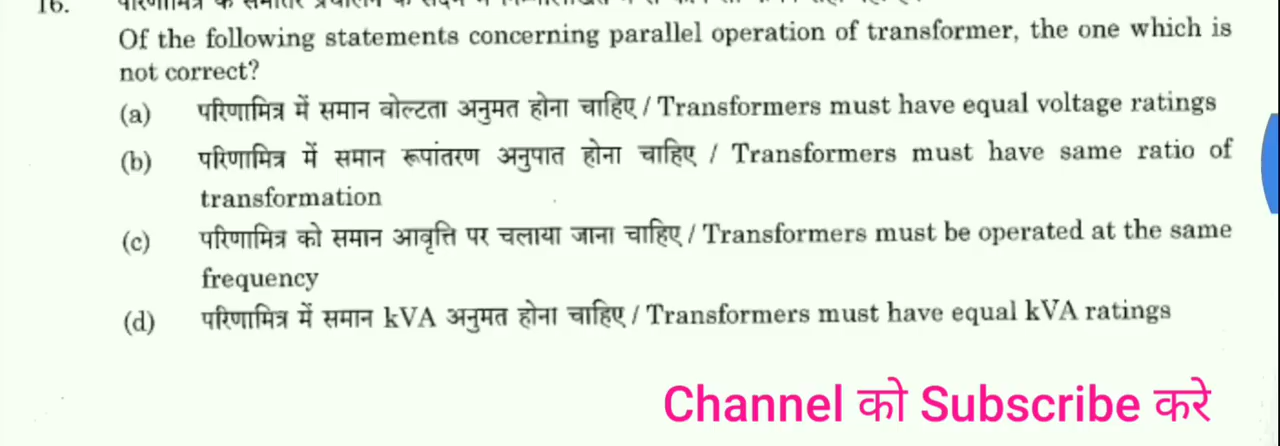 16.
Of the following statements concerning parallel operation of transformer, the one which is
not correct?
(a) परिणामित्र में समान वोल्टता अनुमत होना चाहिए / Transformers must have equal voltage ratings
(b) परिणामित्र में समान रूपांतरण अनुपात होना चाहिए / Transformers must have same ratio of
transformation
(c) परिणामित्र को समान आवृत्ति पर चलाया जाना चाहिए / Transformers must be operated at the same
frequency
(d) परिणामित्र में समान kVA अनुमत होना चाहिए / Transformers must have equal kVA ratings
Channel को Subscribe करे